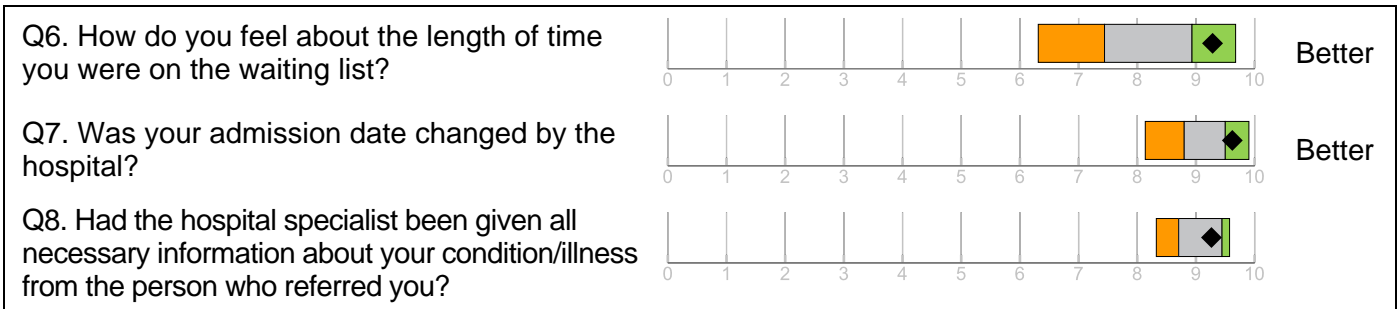 Q6. How do you feel about the length of time
you were on the waiting list?
0 1 2 3 4 5 6 7 8 9 10
Better
Q7. Was your admission date changed by the
hospital?
0 1 2 3 4 5 6 7 8 9 10
Better
Q8. Had the hospital specialist been given all
necessary information about your condition/illness
from the person who referred you?
0 1 2 3 4 5 6 7 8 9 10